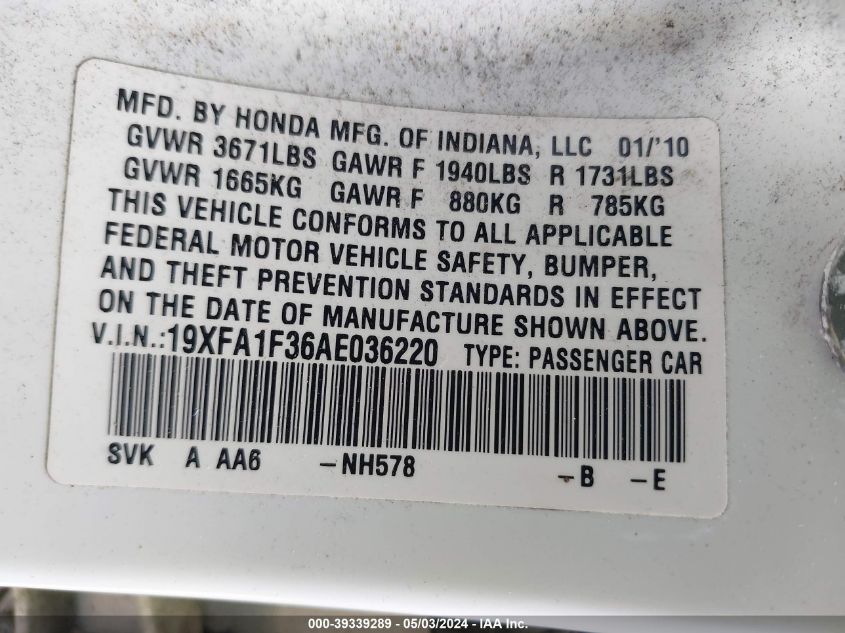 MFD. BY HONDA MFG. OF INDIANA, LLC 01/'10
GVWR 3671LBS GAWR F 1940LBS R 1731LBS
GVWR 1665KG GAWR F 880KG R 785KG
THIS VEHICLE CONFORMS TO ALL APPLICABLE
FEDERAL MOTOR VEHICLE SAFETY, BUMPER,
AND THEFT PREVENTION STANDARDS IN EFFECT
ON THE DATE OF MANUFACTURE SHOWN ABOVE.
V.I.N.:19XFA1F36AE036220 TYPE: PASSENGER CAR
SVK A AA6 -NH578 -B -E
000-39339289 - 05/03/2024 - IAA Inc.